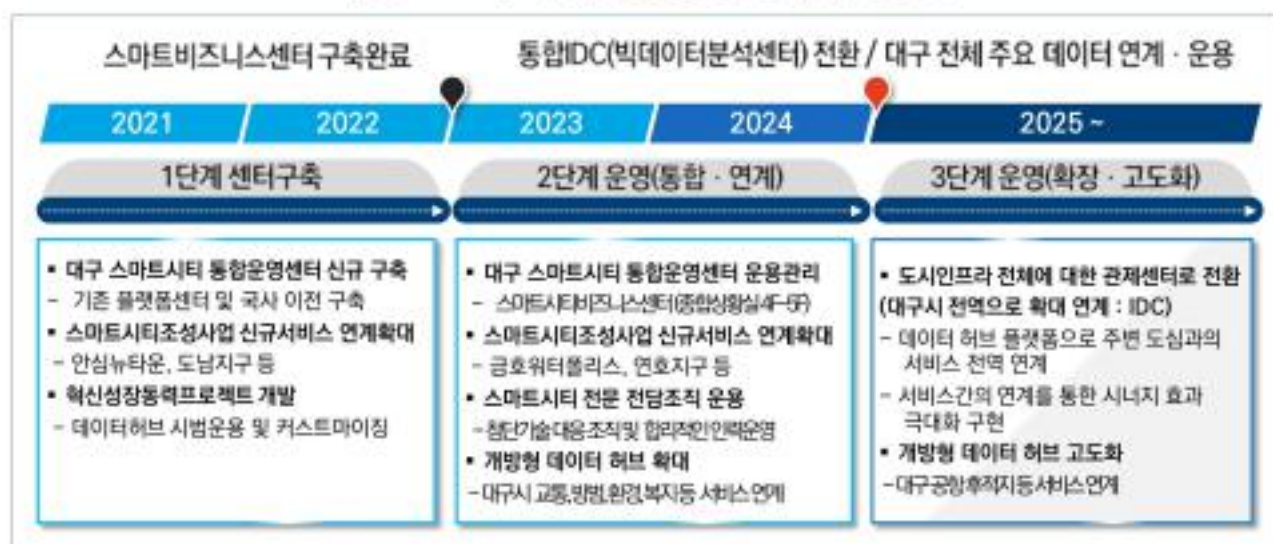 스마트비즈니스센터 구축완료
통합IDC(빅데이터분석센터) 전환 / 대구 전체 주요 데이터 연계 · 운용
2021
2022
2023
2024
2025 ~
1단계 센터구축
2단계 운영(통합 · 연계)
3단계 운영(확장 · 고도화)
▪ 대구 스마트시티 통합운영센터 신규 구축
- 기존 플랫폼센터 및 국사 이전 구축
▪ 스마트시티조성사업 신규서비스 연계확대
- 안심뉴타운, 도남지구 등
▪ 혁신성장동력프로젝트 개발
- 데이터허브 시범운용 및 커스트마이징
▪ 대구 스마트시티 통합운영센터 운용관리
- 스마트시티비즈니스센터(종합상황실4F~5F)
▪ 스마트시티조성사업 신규서비스 연계확대
- 금호워터폴리스, 연호지구 등
▪ 스마트시티 전문 전담조직 운용
- 첨단기술 대응 조직 및 합리적인 인력운영
▪ 개방형 데이터 허브 확대
- 대구시 교통,방범,환경,복지 등 서비스 연계
▪ 도시인프라 전체에 대한 관제센터로 전환
(대구시 전역으로 확대 연계 : IDC)
- 데이터 허브 플랫폼으로 주변 도심과의
서비스 전역 연계
- 서비스간의 연계를 통한 시너지 효과
극대화 구현
▪ 개방형 데이터 허브 고도화
- 대구공항후적지 등 서비스 연계